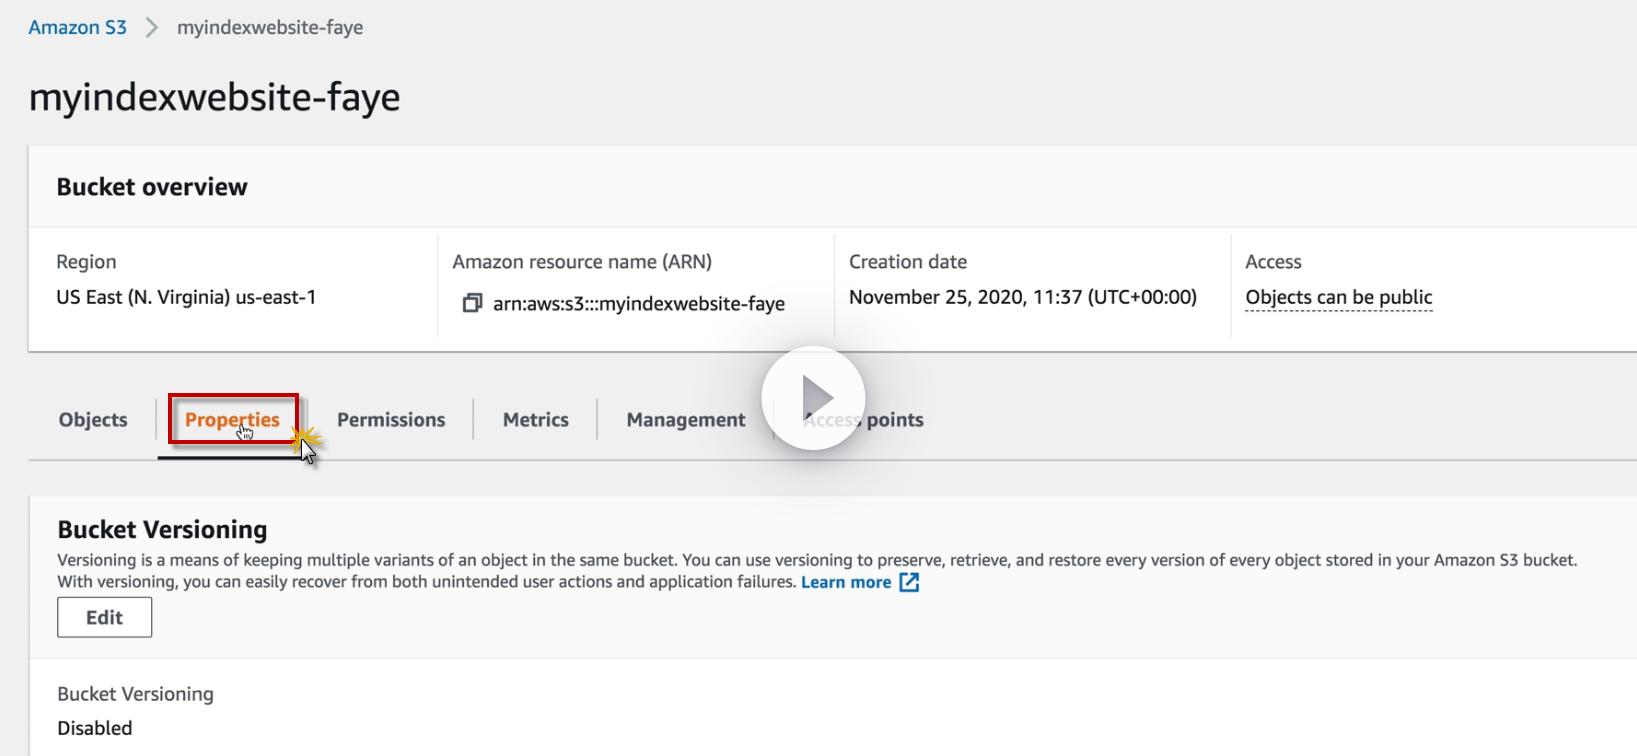 Amazon S3 > myindexwebsite-faye
myindexwebsite-faye
Bucket overview
Region
US East (N. Virginia) us-east-1
Amazon resource name (ARN)
arn:aws:s3:::myindexwebsite-faye
Creation date
November 25, 2020, 11:37 (UTC+00:00)
Access
Objects can be public
Objects Properties Permissions Metrics Management Access points
Bucket Versioning
Versioning is a means of keeping multiple variants of an object in the same bucket. You can use versioning to preserve, retrieve, and restore every version of every object stored in your Amazon S3 bucket.
With versioning, you can easily recover from both unintended user actions and application failures. Learn more
Edit
Bucket Versioning
Disabled